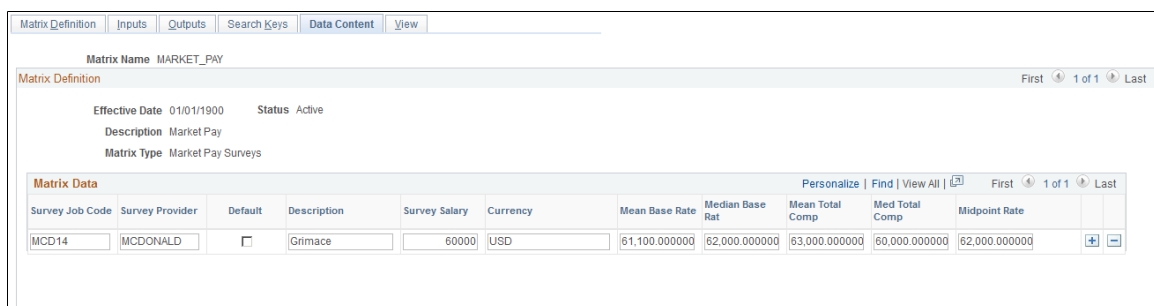 Matrix Definition Inputs Outputs Search Keys Data Content View
Matrix Name MARKET_PAY
Matrix Definition First 1 of 1 Last
Effective Date 01/01/1900 Status Active
Description Market Pay
Matrix Type Market Pay Surveys
Matrix Data Personalize | Find | View All | First 1 of 1 Last
Survey Job Code Survey Provider Default Description Survey Salary Currency Mean Base Rate Median Base Rat Mean Total Comp Med Total Comp Midpoint Rate
MCD14 MCDONALD Grimace 60000 USD 61,100.000000 62,000.000000 63,000.000000 60,000.000000 62,000.000000